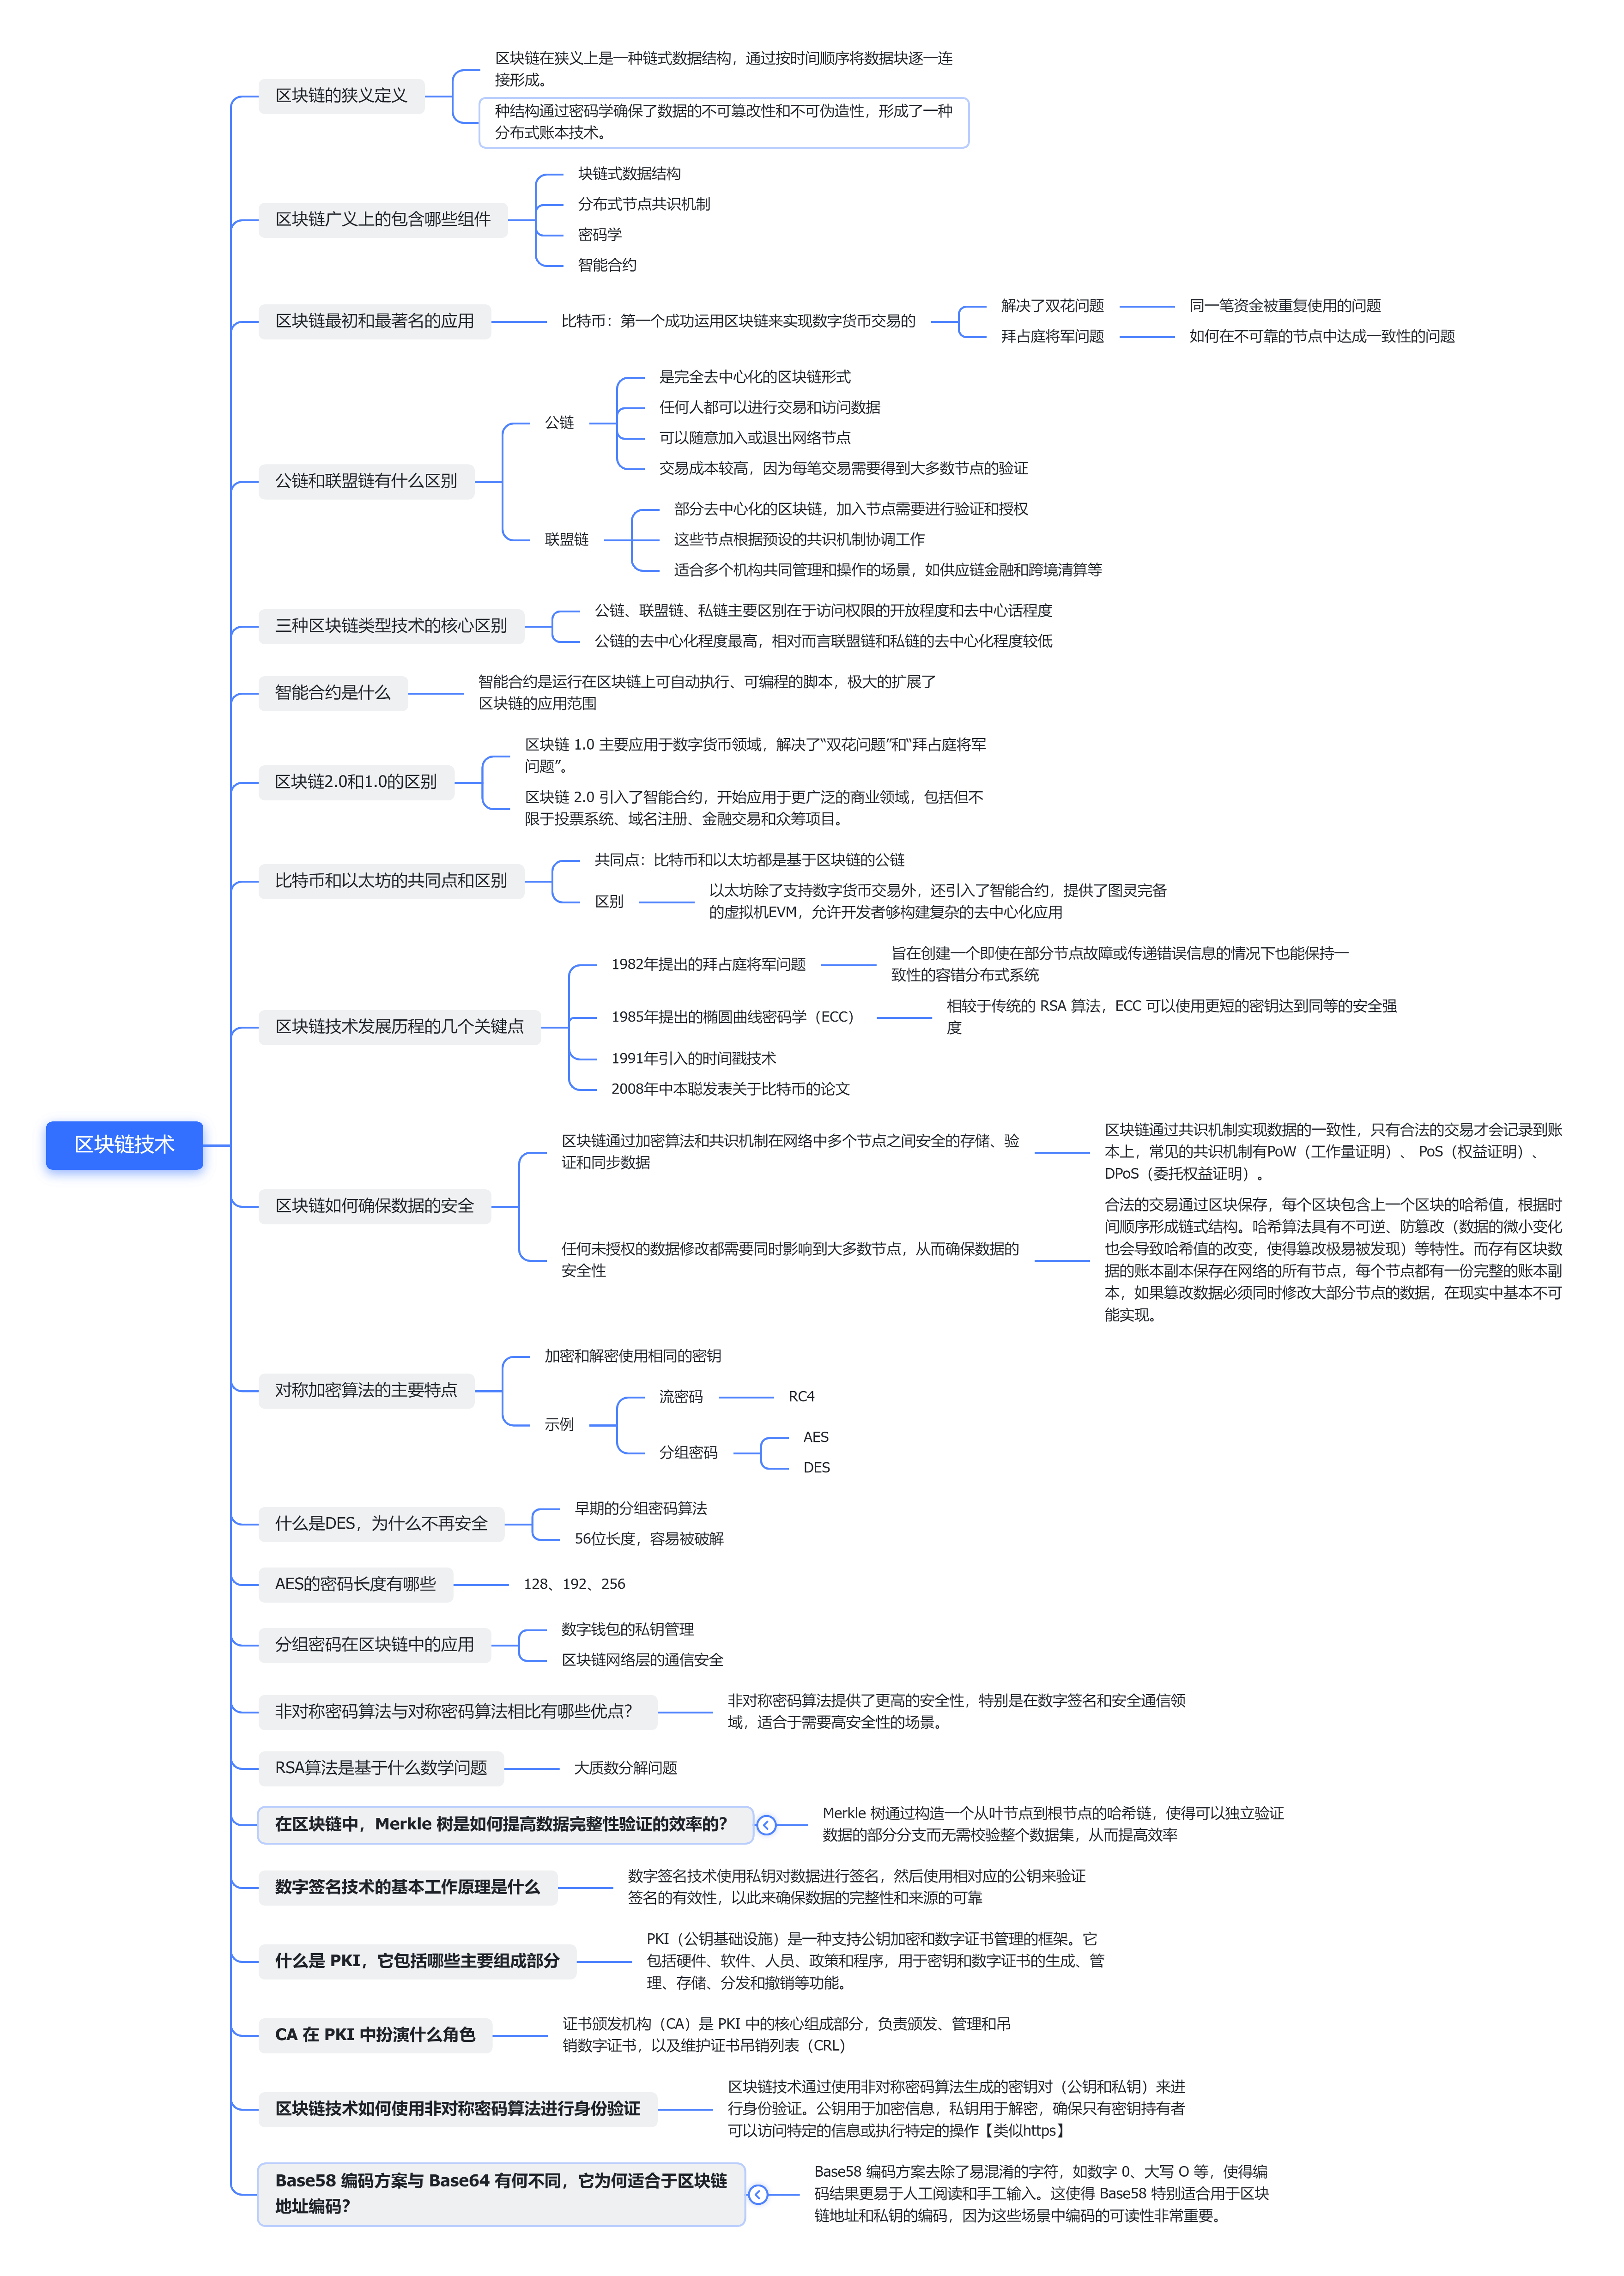 区块链技术
区块链的狭义定义
区块链在狭义上是一种链式数据结构，通过按时间顺序将数据块逐一连
接形成。
种结构通过密码学确保了数据的不可篡改性和不可伪造性，形成了一种
分布式账本技术。
区块链广义上的包含哪些组件
块链式数据结构
分布式节点共识机制
密码学
智能合约
区块链最初和最著名的应用
比特币：第一个成功运用区块链来实现数字货币交易的
解决了双花问题
同一笔资金被重复使用的问题
拜占庭将军问题
如何在不可靠的节点中达成一致性的问题
公链和联盟链有什么区别
公链
是完全去中心化的区块链形式
任何人都可以进行交易和访问数据
可以随意加入或退出网络节点
交易成本较高，因为每笔交易需要得到大多数节点的验证
联盟链
部分去中心化的区块链，加入节点需要进行验证和授权
这些节点根据预设的共识机制协调工作
适合多个机构共同管理和操作的场景，如供应链金融和跨境清算等
三种区块链类型技术的核心区别
公链、联盟链、私链主要区别在于访问权限的开放程度和去中心话程度
公链的去中心化程度最高，相对而言联盟链和私链的去中心化程度较低
智能合约是什么
智能合约是运行在区块链上可自动执行、可编程的脚本，极大的扩展了
区块链的应用范围
区块链2.0和1.0的区别
区块链 1.0 主要应用于数字货币领域，解决了“双花问题”和“拜占庭将军
问题”。
区块链 2.0 引入了智能合约，开始应用于更广泛的商业领域，包括但不
限于投票系统、域名注册、金融交易和众筹项目。
比特币和以太坊的共同点和区别
共同点：比特币和以太坊都是基于区块链的公链
区别
以太坊除了支持数字货币交易外，还引入了智能合约，提供了图灵完备
的虚拟机EVM，允许开发者够构建复杂的去中心化应用
区块链技术发展历程的几个关键点
1982年提出的拜占庭将军问题
旨在创建一个即使在部分节点故障或传递错误信息的情况下也能保持一
致性的容错分布式系统
1985年提出的椭圆曲线密码学（ECC）
相较于传统的 RSA 算法，ECC 可以使用更短的密钥达到同等的安全强
度
1991年引入的时间戳技术
2008年中本聪发表关于比特币的论文
区块链如何确保数据的安全
区块链通过加密算法和共识机制在网络中多个节点之间安全的存储、验
证和同步数据
区块链通过共识机制实现数据的一致性，只有合法的交易才会记录到账
本上，常见的共识机制有PoW（工作量证明）、 PoS（权益证明）、
DPoS（委托权益证明）。
任何未授权的数据修改都需要同时影响到大多数节点，从而确保数据的
安全性
合法的交易通过区块保存，每个区块包含上一个区块的哈希值，根据时
间顺序形成链式结构。哈希算法具有不可逆、防篡改（数据的微小变化
也会导致哈希值的改变，使得篡改极易被发现）等特性。而存有区块数
据的账本副本保存在网络的所有节点，每个节点都有一份完整的账本副
本，如果篡改数据必须同时修改大部分节点的数据，在现实中基本不可
能实现。
对称加密算法的主要特点
加密和解密使用相同的密钥
示例
流密码
RC4
分组密码
AES
DES
什么是DES，为什么不再安全
早期的分组密码算法
56位长度，容易被破解
AES的密码长度有哪些
128、192、256
分组密码在区块链中的应用
数字钱包的私钥管理
区块链网络层的通信安全
非对称密码算法与对称密码算法相比有哪些优点？
非对称密码算法提供了更高的安全性，特别是在数字签名和安全通信领
域，适合于需要高安全性的场景。
RSA算法是基于什么数学问题
大质数分解问题
在区块链中，Merkle 树是如何提高数据完整性验证的效率的？
Merkle 树通过构造一个从叶节点到根节点的哈希链，使得可以独立验证
数据的部分分支而无需校验整个数据集，从而提高效率
数字签名技术的基本工作原理是什么
数字签名技术使用私钥对数据进行签名，然后使用相对应的公钥来验证
签名的有效性，以此来确保数据的完整性和来源的可靠
什么是 PKI，它包括哪些主要组成部分
PKI（公钥基础设施）是一种支持公钥加密和数字证书管理的框架。它
包括硬件、软件、人员、政策和程序，用于密钥和数字证书的生成、管
理、存储、分发和撤销等功能。
CA 在 PKI 中扮演什么角色
证书颁发机构（CA）是 PKI 中的核心组成部分，负责颁发、管理和吊
销数字证书，以及维护证书吊销列表（CRL）
区块链技术如何使用非对称密码算法进行身份验证
区块链技术通过使用非对称密码算法生成的密钥对（公钥和私钥）来进
行身份验证。公钥用于加密信息，私钥用于解密，确保只有密钥持有者
可以访问特定的信息或执行特定的操作【类似https】
Base58 编码方案与 Base64 有何不同，它为何适合于区块链
地址编码？
Base58 编码方案去除了易混淆的字符，如数字 0、大写 O 等，使得编
码结果更易于人工阅读和手工输入。这使得 Base58 特别适合用于区块
链地址和私钥的编码，因为这些场景中编码的可读性非常重要。